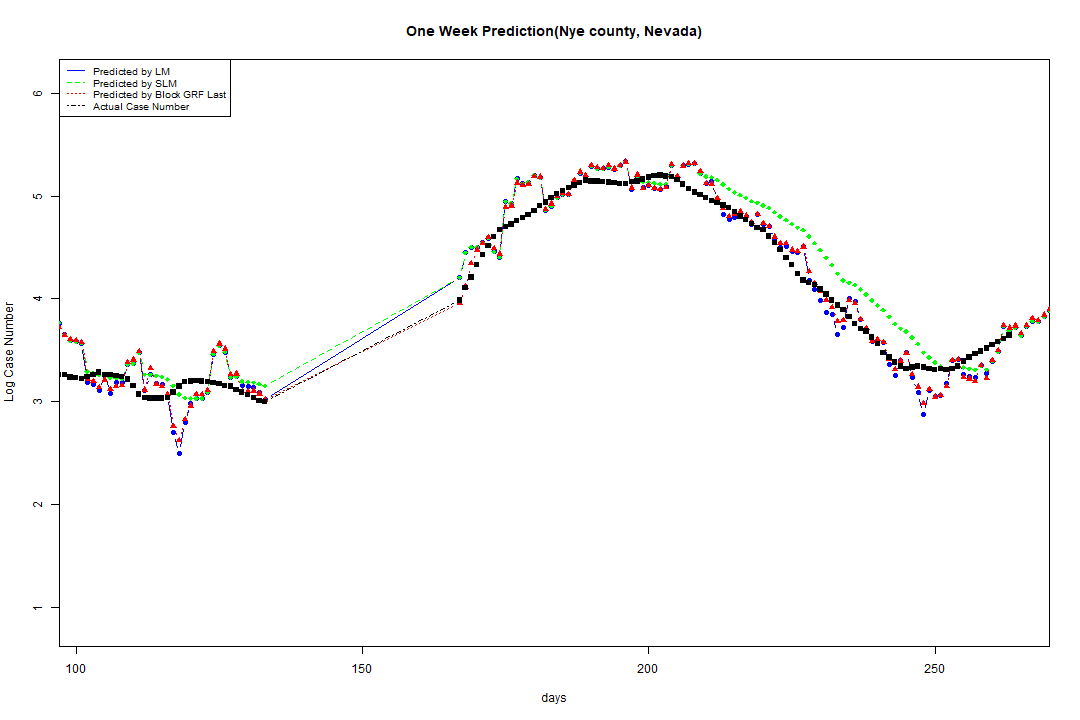 One Week Prediction(Nye county, Nevada)
Predicted by LM
Predicted by SLM
Predicted by Block GRF Last
Actual Case Number
6
5
4
3
2
1
Log Case Number
100 150 200 250
days